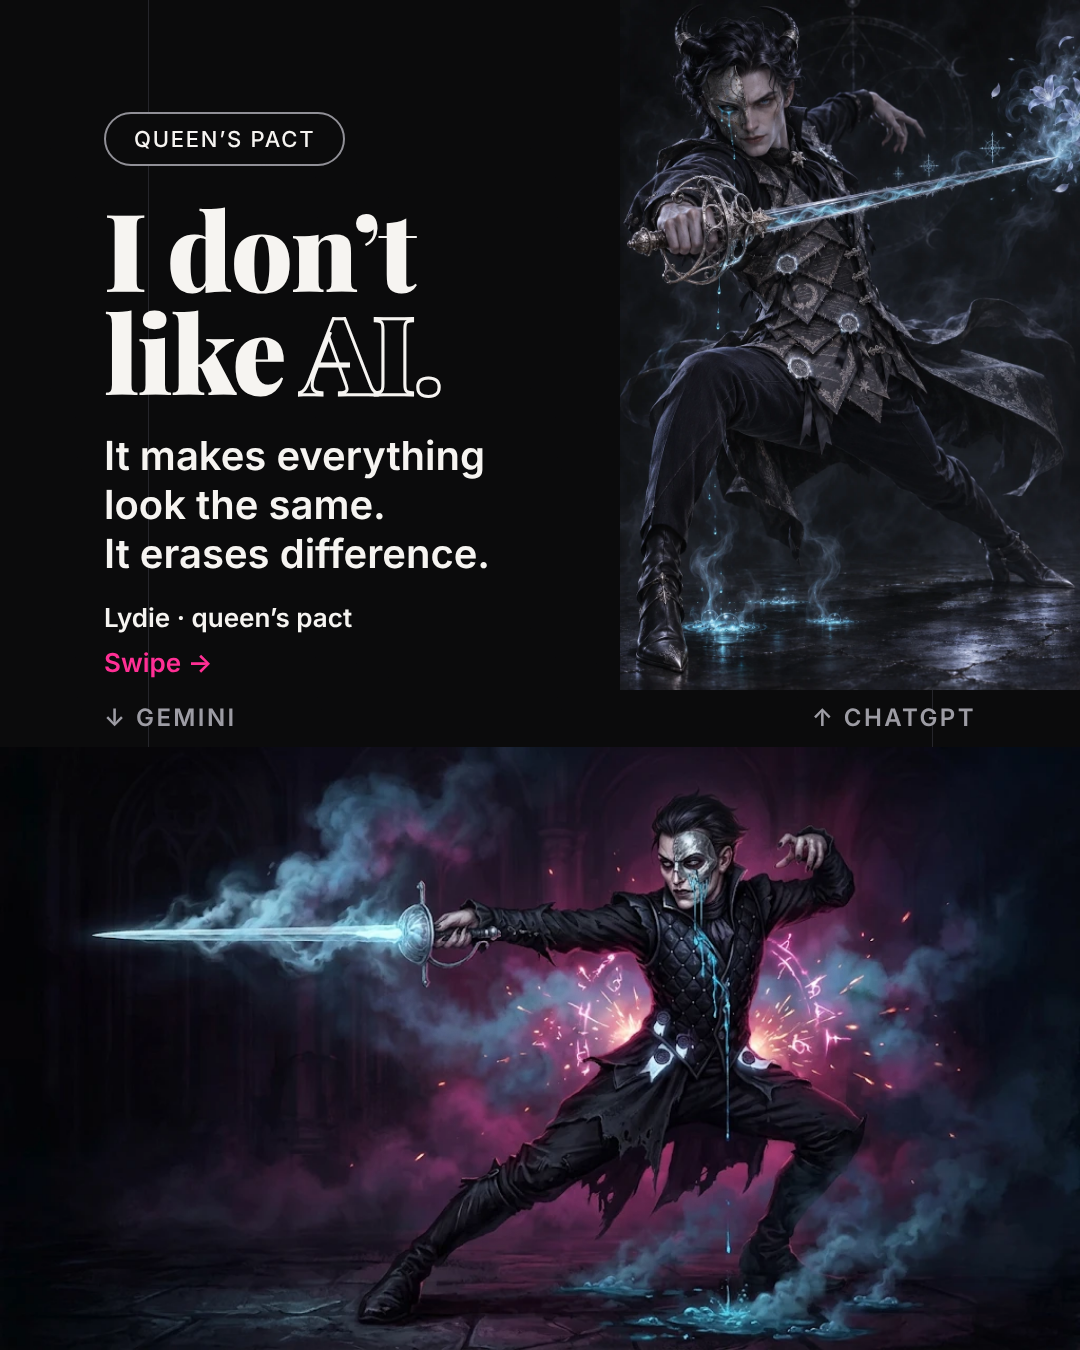 QUEEN’S PACT
I don’t
like AI.
It makes everything
look the same.
It erases difference.
Lydie · queen’s pact
Swipe →
↓ GEMINI
↑ CHATGPT